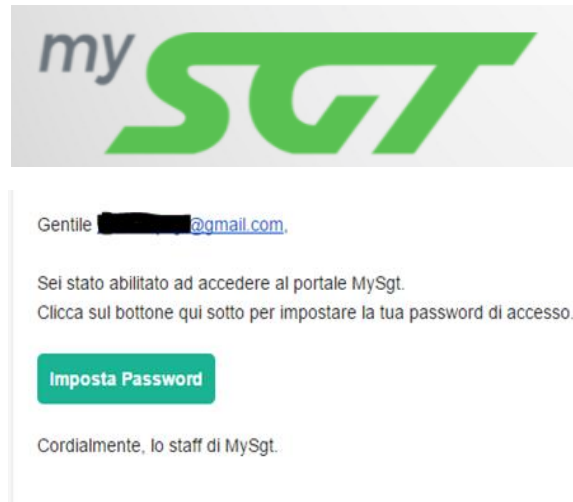 my SGT
Gentile @gmail.com,
Sei stato abilitato ad accedere al portale MySgt.
Clicca sul bottone qui sotto per impostare la tua password di accesso.
Imposta Password
Cordialmente, lo staff di MySgt.